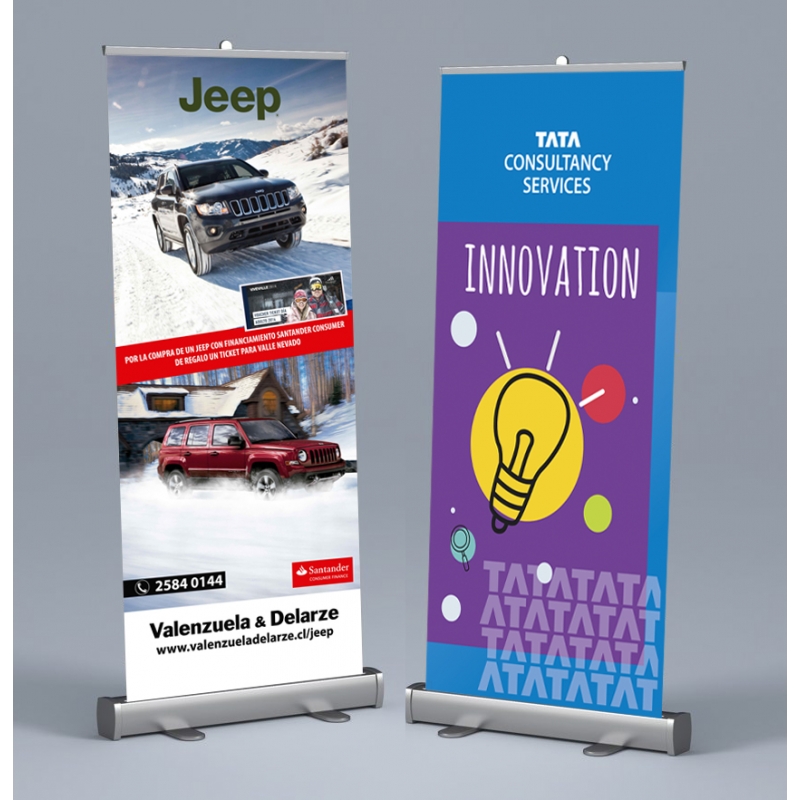 Jeep
POR LA COMPRA DE UN JEEP CON FINANCIAMIENTO SANTANDER CONSUMER
DE REGALO UN TICKET PARA VALLE NEVADO
2584 0144
Santander
CONSUMER FINANCE
Valenzuela & Delarze
www.valenzueladelarze.cl/jeep
TATA
CONSULTANCY
SERVICES
INNOVATION
TATATATA
ATATATAT
TATATATA
ATATATAT